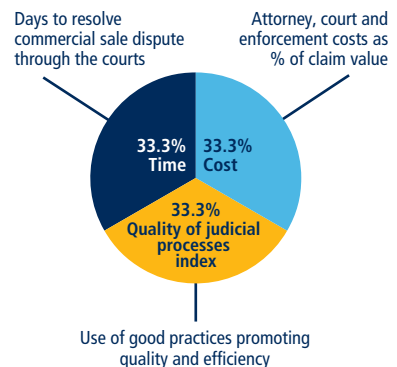 Days to resolve
commercial sale dispute
through the courts
Attorney, court and
enforcement costs as
% of claim value
33.3%
Time
33.3%
Cost
33.3%
Quality of judicial
processes
index
Use of good practices promoting
quality and efficiency